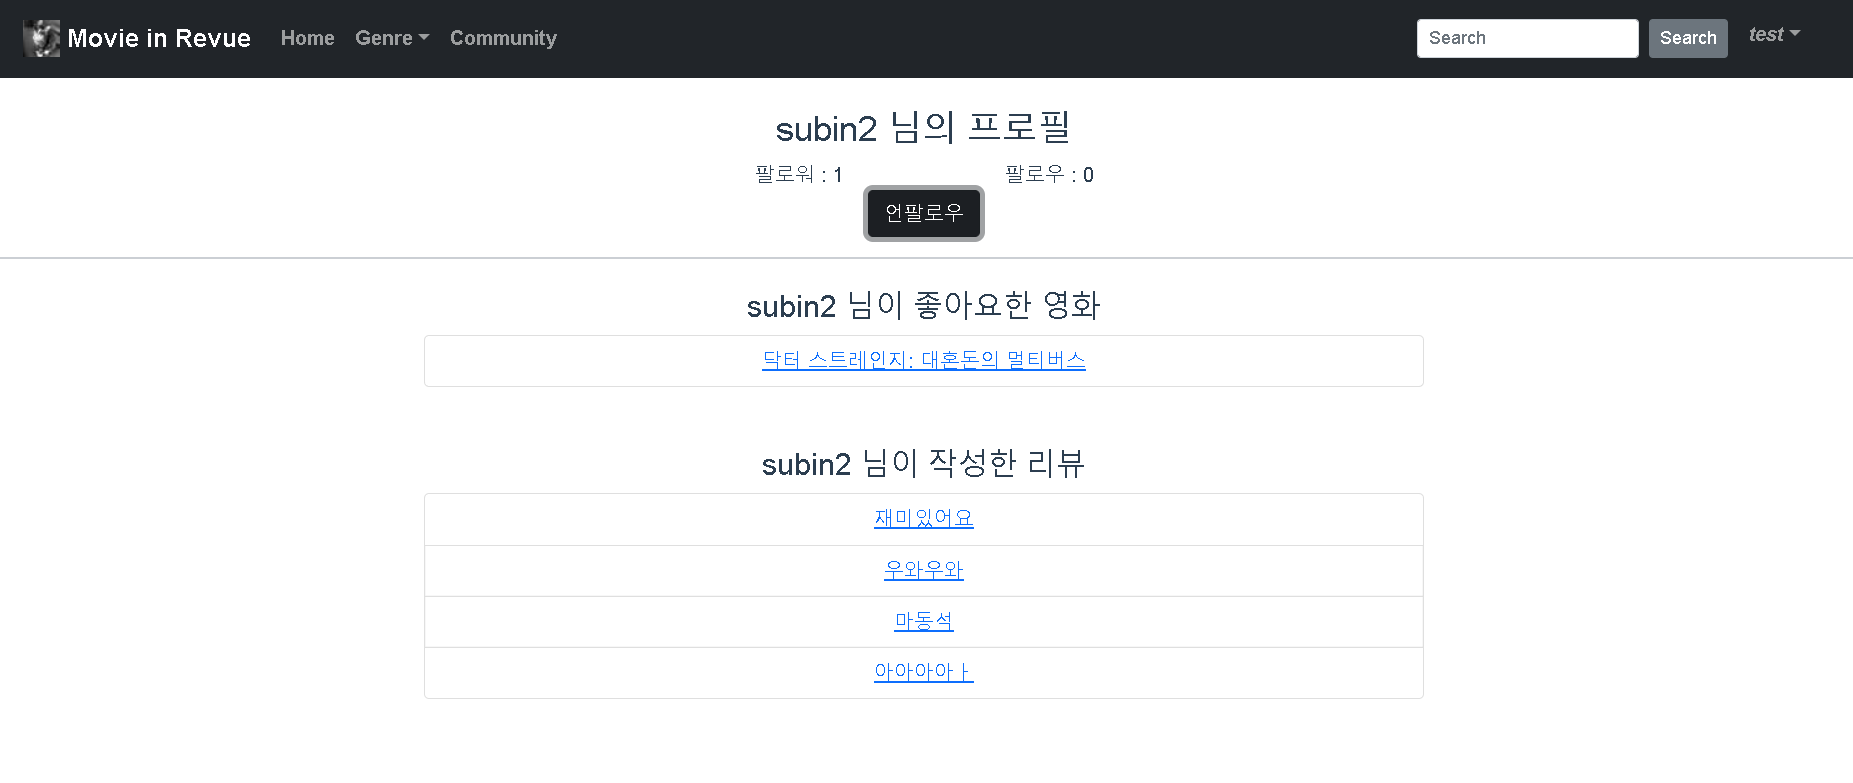 Movie in Revue Home Genre Community Search Search test
subin2 님의 프로필
팔로워 : 1 팔로우 : 0
언팔로우
subin2 님이 좋아요한 영화
닥터 스트레인지: 대혼돈의 멀티버스
subin2 님이 작성한 리뷰
재미있어요
우와우와
마동석
아아아아ㅏ